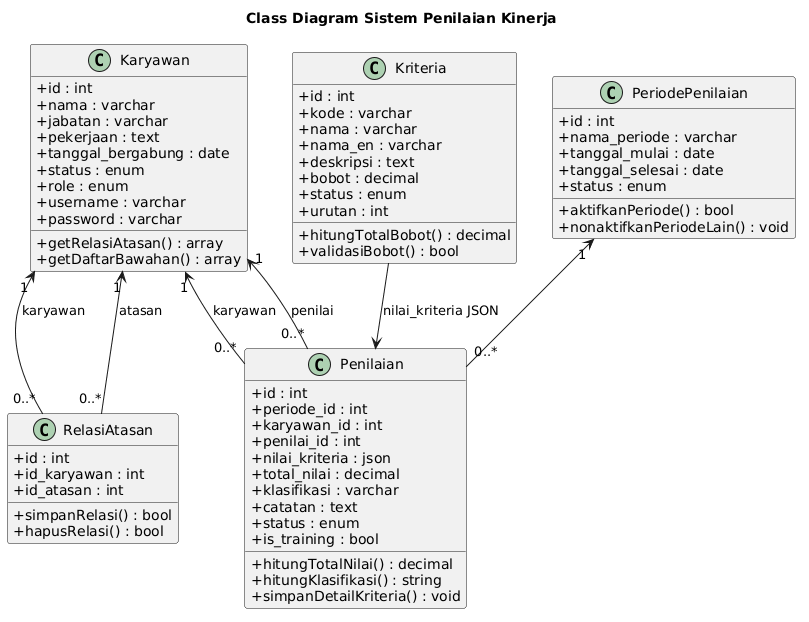 Class Diagram Sistem Penilaian Kinerja
C Karyawan
+id : int
+nama : varchar
+jabatan : varchar
+pekerjaan : text
+tanggal_bergabung : date
+status : enum
+role : enum
+username : varchar
+password : varchar
+getRelasiAtasan() : array
+getDaftarBawahan() : array
C Kriteria
+id : int
+kode : varchar
+nama : varchar
+nama_en : varchar
+deskripsi : text
+bobot : decimal
+status : enum
+urutan : int
+hitungTotalBobot() : decimal
+validasiBobot() : bool
C PeriodePenilaian
+id : int
+nama_periode : varchar
+tanggal_mulai : date
+tanggal_selesai : date
+status : enum
+aktifkanPeriode() : bool
+nonaktifkanPeriodeLain() : void
1
1
1
1
1
karyawan
atasan
karyawan
penilai
nilai_kriteria JSON
0..*
0..*
0..*
0..*
0..*
C RelasiAtasan
+id : int
+id_karyawan : int
+id_atasan : int
+simpanRelasi() : bool
+hapusRelasi() : bool
C Penilaian
+id : int
+periode_id : int
+karyawan_id : int
+penilai_id : int
+nilai_kriteria : json
+total_nilai : decimal
+klasifikasi : varchar
+catatan : text
+status : enum
+is_training : bool
+hitungTotalNilai() : decimal
+hitungKlasifikasi() : string
+simpanDetailKriteria() : void